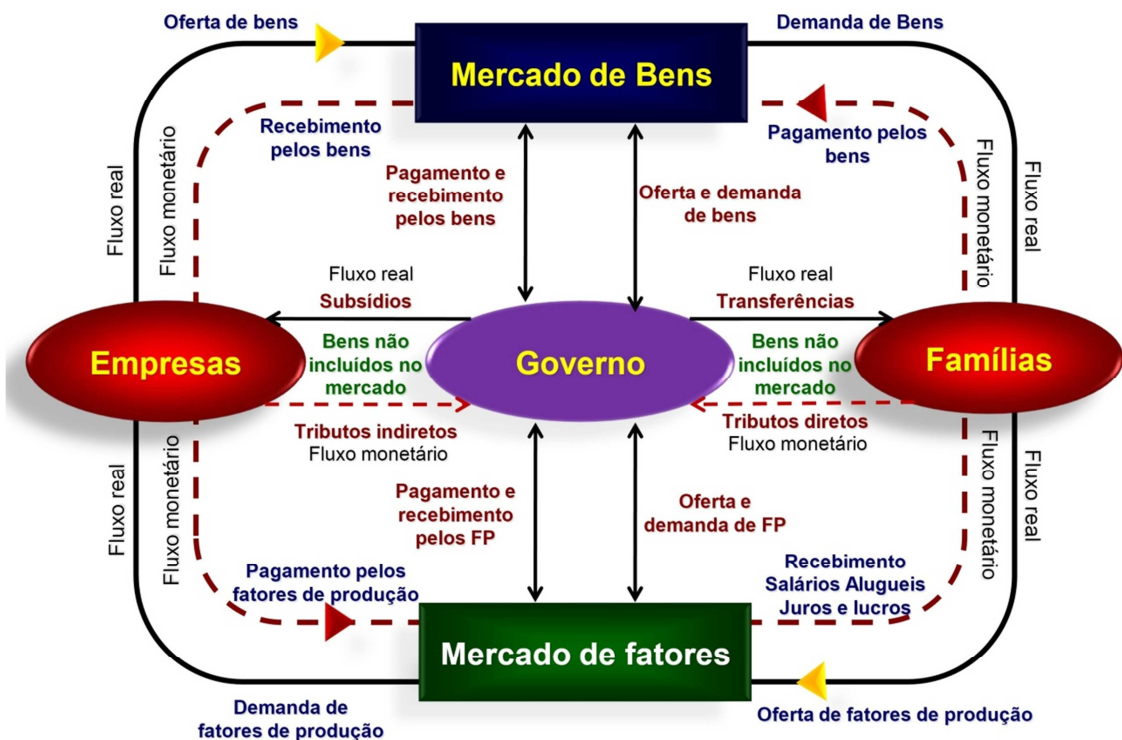 Oferta de bens
Demanda de Bens
Mercado de Bens
Recebimento
pelos bens
Pagamento pelos
bens
Pagamento e
recebimento
pelos bens
Oferta e demanda
de bens
Fluxo real
Fluxo monetário
Fluxo monetário
Fluxo real
Fluxo real
Subsídios
Fluxo real
Transferências
Empresas
Bens não
incluídos no
mercado
Governo
Bens não
incluídos no
mercado
Famílias
Tributos indiretos
Fluxo monetário
Tributos diretos
Fluxo monetário
Fluxo real
Fluxo monetário
Fluxo monetário
Fluxo real
Pagamento e
recebimento
pelos FP
Oferta e
demanda de FP
Pagamento pelos
fatores de produção
Recebimento
Salários Alugueis
Juros e lucros
Mercado de fatores
Demanda de
fatores de produção
Oferta de fatores de produção